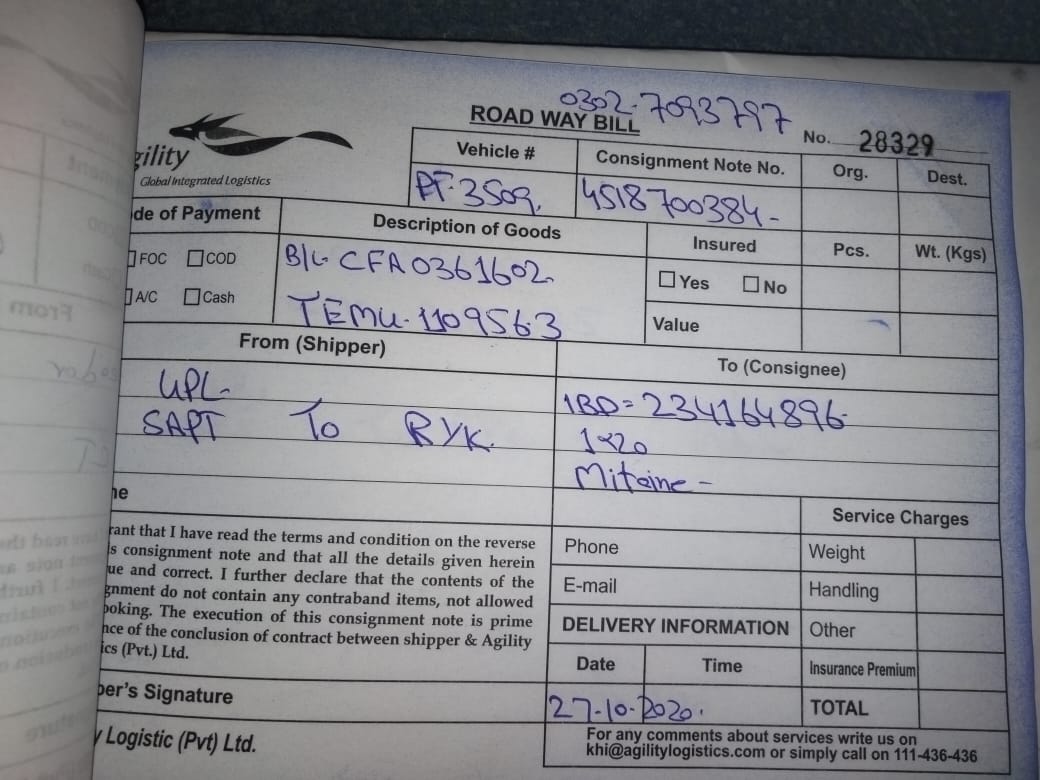 0302-7093797
ROAD WAY BILL
No. 28329
gility
Global Integrated Logistics
Vehicle #
Consignment Note No.
Org.
Dest.
4518700384-
de of Payment
Description of Goods
Insured
Pcs.
Wt. (Kgs)
FOC COD
B/L CFA0361602
Yes No
A/C Cash
TEMU-1109563
Value
From (Shipper)
To (Consignee)
UPL-
SAPT To RYK.
IBD=234164896-
1x20
Service Charges
rant that I have read the terms and condition on the reverse
s consignment note and that all the details given herein
ue and correct. I further declare that the contents of the
gnment do not contain any contraband items, not allowed
ooking. The execution of this consignment note is prime
nce of the conclusion of contract between shipper & Agility
ics (Pvt.) Ltd.
Phone
Weight
E-mail
Handling
DELIVERY INFORMATION
Other
Date
Time
Insurance Premium
per's Signature
27-10-2020.
TOTAL
y Logistic (Pvt) Ltd.
For any comments about services write us on
khi@agilitylogistics.com or simply call on 111-436-436